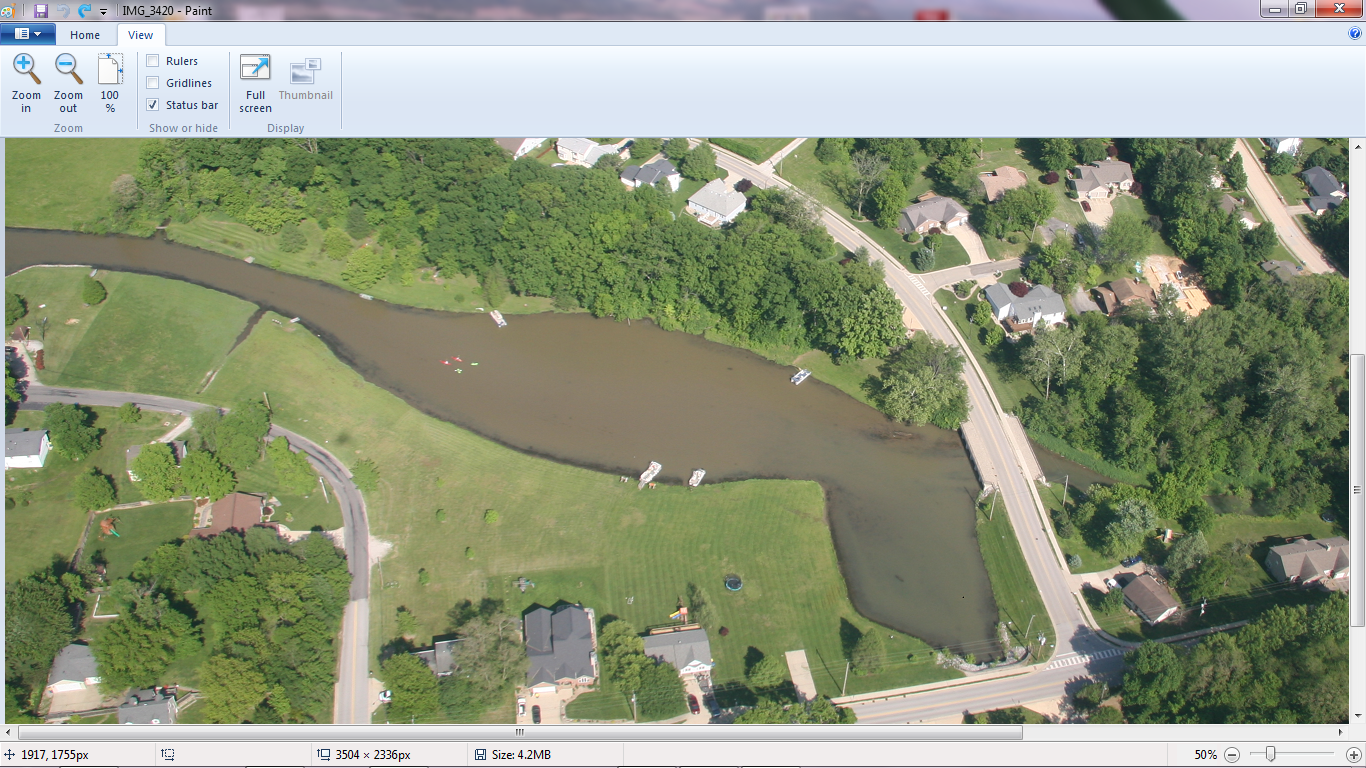 IMG_3420 - Paint
Home View
Zoom in
Zoom out
100 %
Rulers
Gridlines
Status bar
Full screen
Thumbnail
Zoom
Show or hide
Display
1917, 1755px
3504 × 2336px
Size: 4.2MB
50%